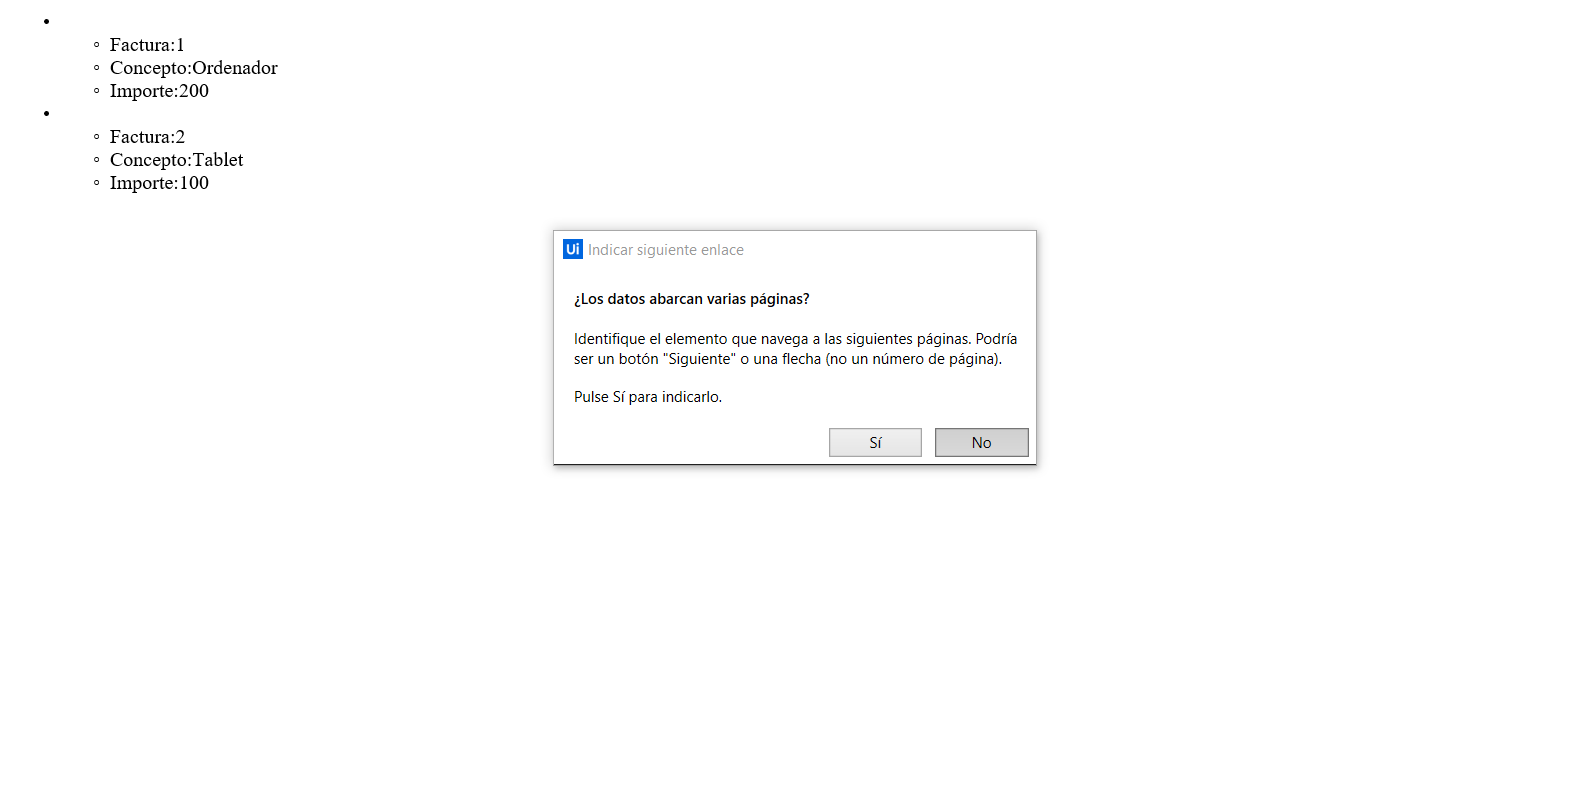 Factura:1
Concepto:Ordenador
Importe:200
Factura:2
Concepto:Tablet
Importe:100
Ui Indicar siguiente enlace
¿Los datos abarcan varias páginas?
Identifique el elemento que navega a las siguientes páginas. Podría
ser un botón "Siguiente" o una flecha (no un número de página).
Pulse Sí para indicarlo.
Sí No